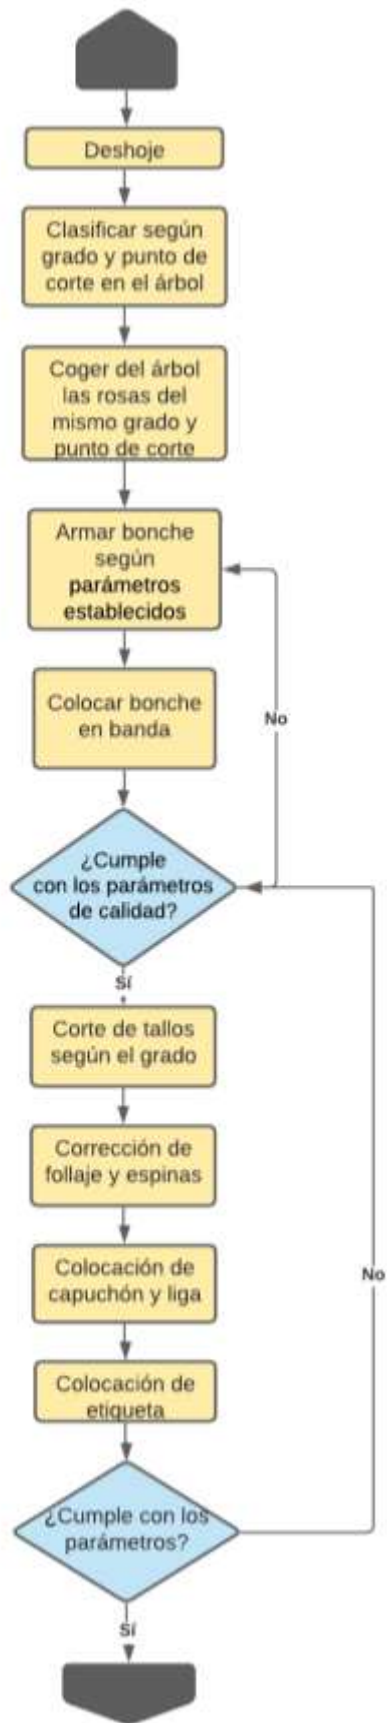 Deshoje
Clasificar según
grado y punto de
corte en el árbol
Coger del árbol
las rosas del
mismo grado y
punto de corte
Armar bonche
según
parámetros
establecidos
Colocar bonche
en banda
No
¿Cumple
con los parámetros
de calidad?
Sí
Corte de tallos
según el grado
Corrección de
follaje y espinas
Colocación de
capuchón y liga
No
Colocación de
etiqueta
¿Cumple con los
parámetros?
Sí